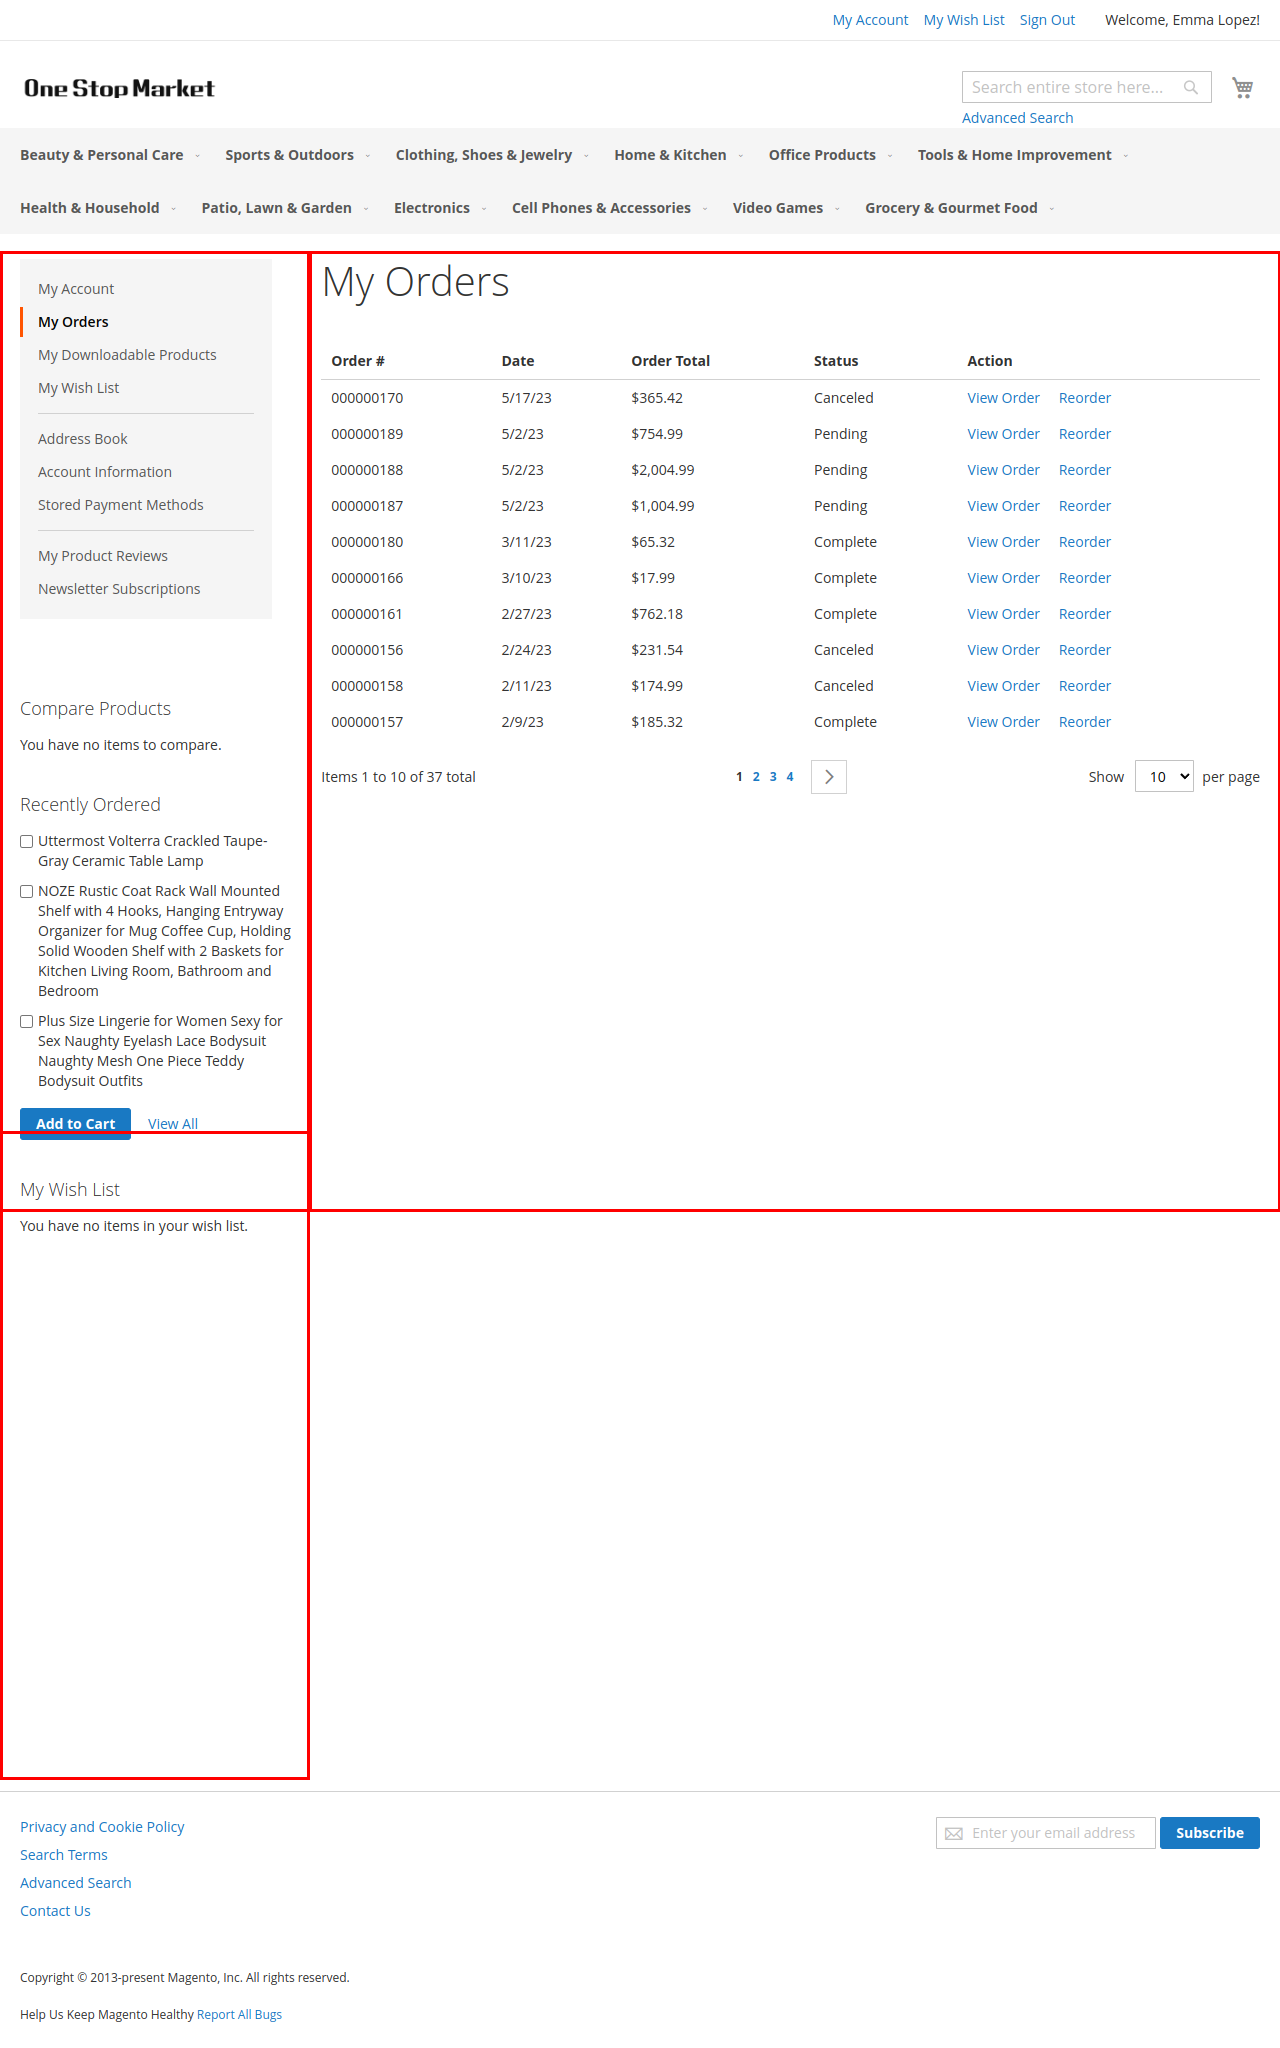 My Account My Wish List Sign Out Welcome, Emma Lopez!
One Stop Market
Search entire store here...
Advanced Search
Beauty & Personal Care Sports & Outdoors Clothing, Shoes & Jewelry Home & Kitchen Office Products Tools & Home Improvement
Health & Household Patio, Lawn & Garden Electronics Cell Phones & Accessories Video Games Grocery & Gourmet Food
My Account
My Orders
My Downloadable Products
My Wish List
Address Book
Account Information
Stored Payment Methods
My Product Reviews
Newsletter Subscriptions
Compare Products
You have no items to compare.
Recently Ordered
Uttermost Volterra Crackled Taupe-
Gray Ceramic Table Lamp
NOZE Rustic Coat Rack Wall Mounted
Shelf with 4 Hooks, Hanging Entryway
Organizer for Mug Coffee Cup, Holding
Solid Wooden Shelf with 2 Baskets for
Kitchen Living Room, Bathroom and
Bedroom
Plus Size Lingerie for Women Sexy for
Sex Naughty Eyelash Lace Bodysuit
Naughty Mesh One Piece Teddy
Bodysuit Outfits
Add to Cart View All
My Wish List
You have no items in your wish list.
My Orders
Order # Date Order Total Status Action
000000170 5/17/23 $365.42 Canceled View Order Reorder
000000189 5/2/23 $754.99 Pending View Order Reorder
000000188 5/2/23 $2,004.99 Pending View Order Reorder
000000187 5/2/23 $1,004.99 Pending View Order Reorder
000000180 3/11/23 $65.32 Complete View Order Reorder
000000166 3/10/23 $17.99 Complete View Order Reorder
000000161 2/27/23 $762.18 Complete View Order Reorder
000000156 2/24/23 $231.54 Canceled View Order Reorder
000000158 2/11/23 $174.99 Canceled View Order Reorder
000000157 2/9/23 $185.32 Complete View Order Reorder
Items 1 to 10 of 37 total 1 2 3 4 Show 10 per page
Privacy and Cookie Policy
Search Terms
Advanced Search
Contact Us
Enter your email address Subscribe
Copyright © 2013-present Magento, Inc. All rights reserved.
Help Us Keep Magento Healthy Report All Bugs